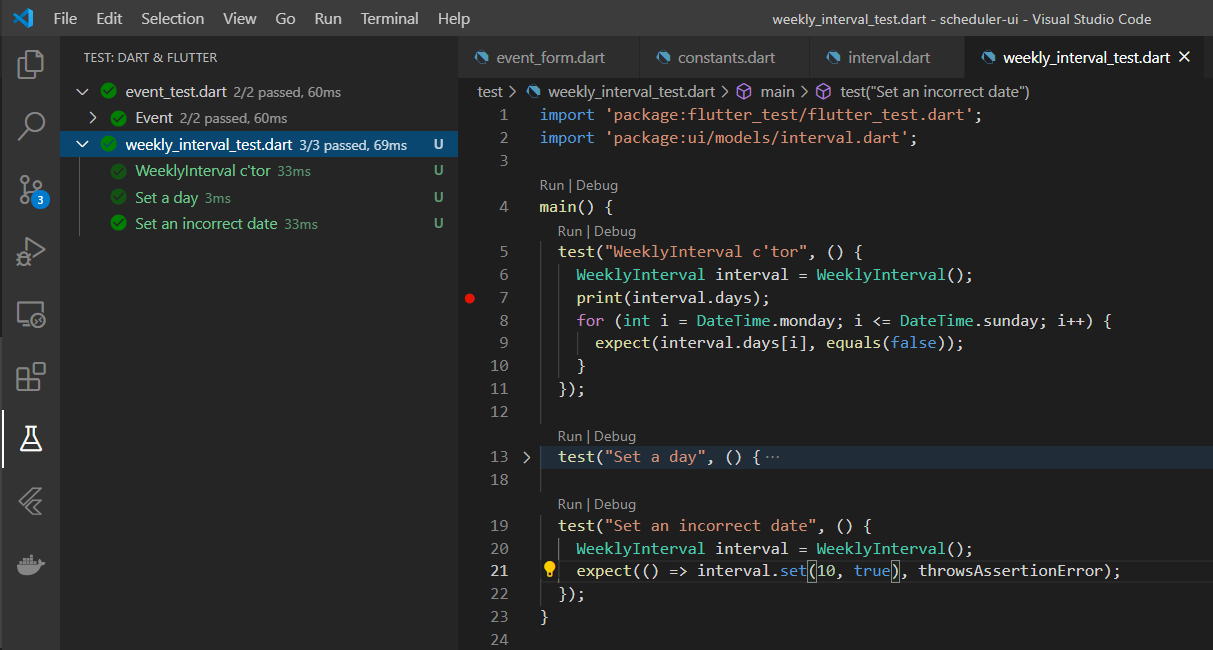 File Edit Selection View Go Run Terminal Help weekly_interval_test.dart - scheduler-ui - Visual Studio Code
TEST: DART & FLUTTER
event_test.dart 2/2 passed, 60ms
Event 2/2 passed, 60ms
weekly_interval_test.dart 3/3 passed, 69ms U
WeeklyInterval c'tor 33ms U
Set a day 3ms U
Set an incorrect date 33ms U
3
event_form.dart constants.dart interval.dart weekly_interval_test.dart
test > weekly_interval_test.dart > main > test("Set an incorrect date")
1 import 'package:flutter_test/flutter_test.dart';
2 import 'package:ui/models/interval.dart';
3
Run | Debug
4 main() {
Run | Debug
5 test("WeeklyInterval c'tor", () {
6 WeeklyInterval interval = WeeklyInterval();
7 print(interval.days);
8 for (int i = DateTime.monday; i <= DateTime.sunday; i++) {
9 expect(interval.days[i], equals(false));
10 }
11 });
12
Run | Debug
13 test("Set a day", () { ···
18
Run | Debug
19 test("Set an incorrect date", () {
20 WeeklyInterval interval = WeeklyInterval();
21 expect(() => interval.set(10, true), throwsAssertionError);
22 });
23 }
24